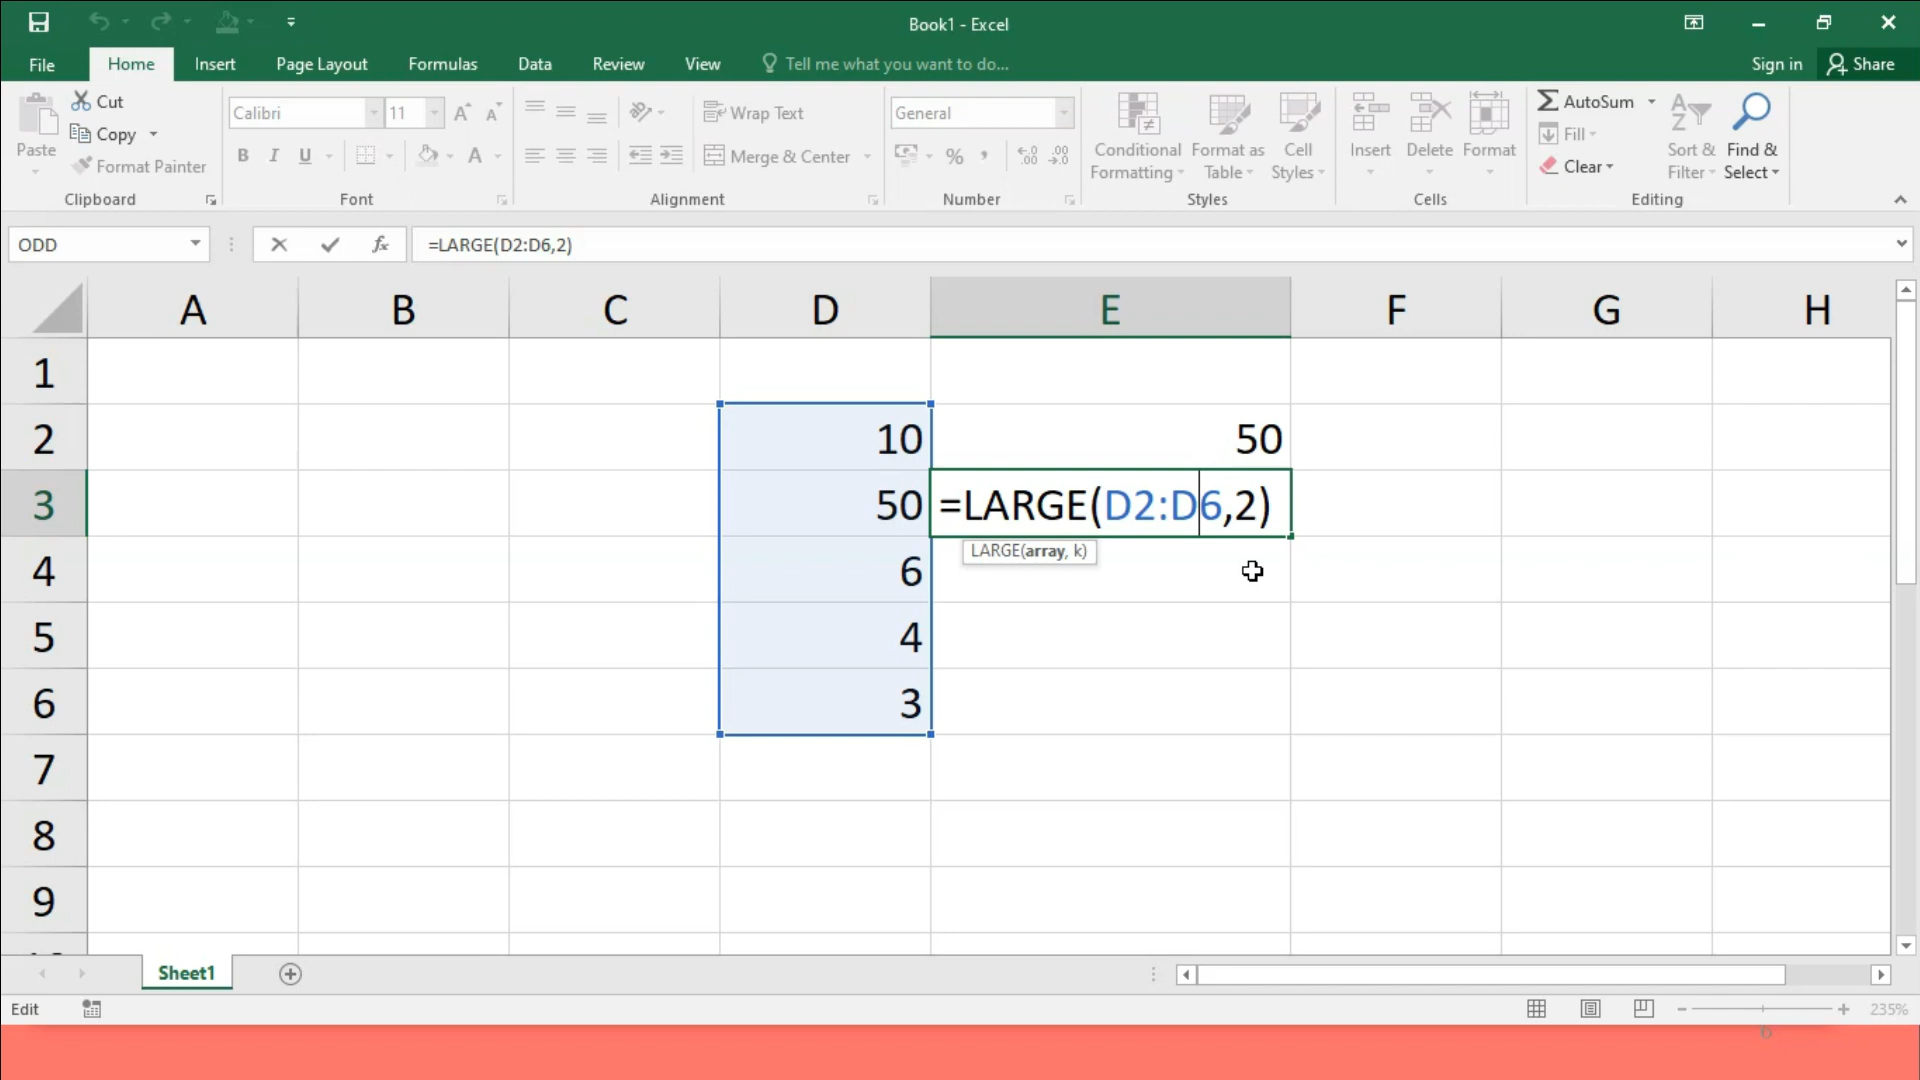 Book1 - Excel
File Home Insert Page Layout Formulas Data Review View Tell me what you want to do... Sign in Share
Paste
Cut
Copy
Format Painter
Clipboard
Calibri 11
B I U
Font
Wrap Text
Merge & Center
Alignment
General
%
Number
Conditional Formatting
Format as Table
Cell Styles
Styles
Insert Delete Format
Cells
AutoSum
Fill
Clear
Sort & Filter
Find & Select
Editing
ODD fx =LARGE(D2:D6,2)
A B C D E F G H
1
2 10 50
3 50 =LARGE(D2:D6,2)
LARGE(array, k)
4 6
5 4
6 3
7
8
9
Sheet1
Edit 235%
6